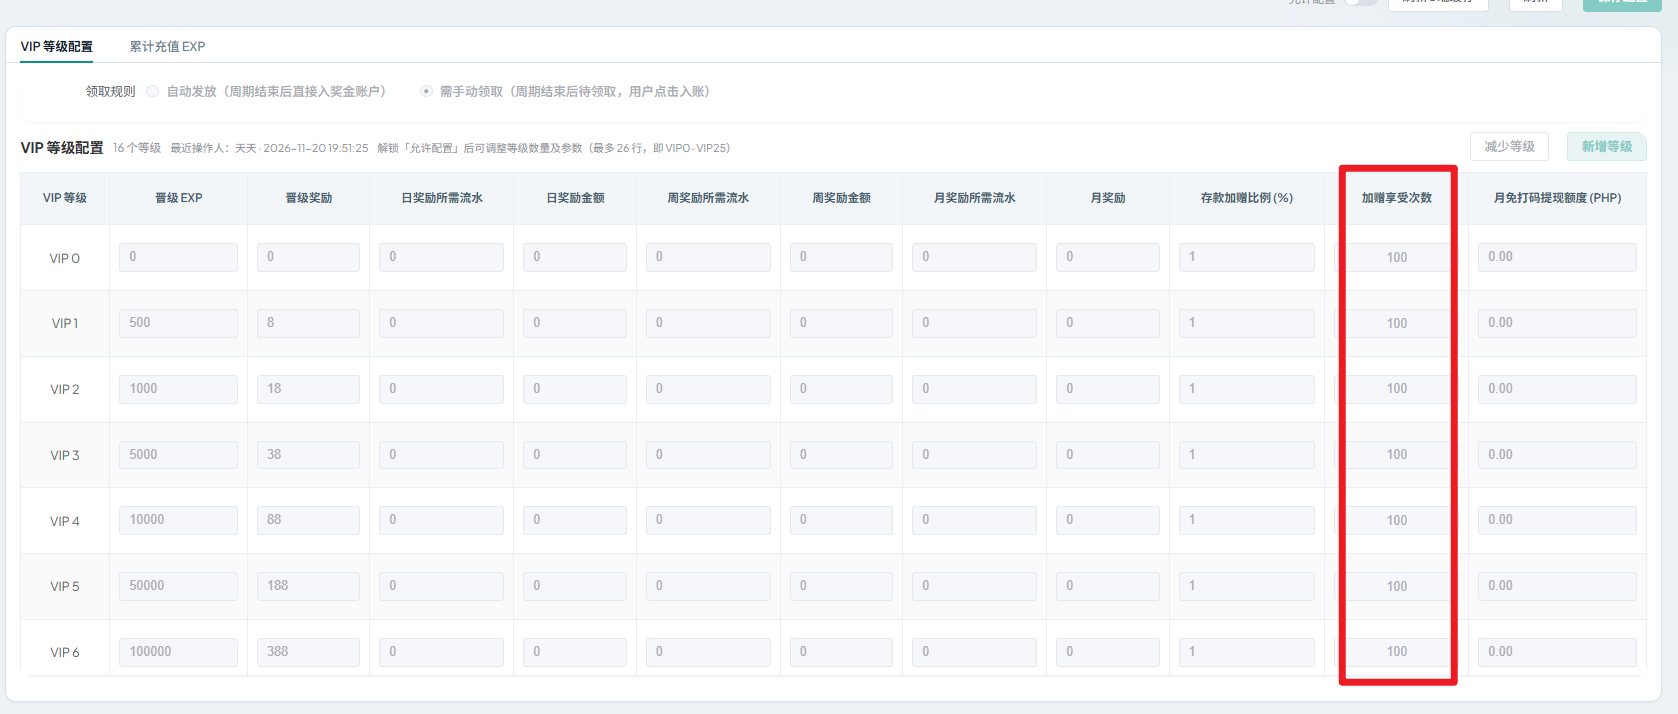 允许配置
刷新
保存配置
VIP 等级配置 累计充值 EXP
领取规则 自动发放（周期结束后直接入奖金账户） 需手动领取（周期结束后待领取，用户点击入账）
VIP 等级配置 16 个等级 最近操作人：天天 · 2026-11-20 19:51:25 解锁「允许配置」后可调整等级数量及参数（最多 26 行，即 VIP0-VIP25） 减少等级 新增等级
VIP 等级 晋级 EXP 晋级奖励 日奖励所需流水 日奖励金额 周奖励所需流水 周奖励金额 月奖励所需流水 月奖励 存款加赠比例 (%) 加赠享受次数 月免打码提现额度 (PHP)
VIP 0 0 0 0 0 0 0 0 0 1 100 0.00
VIP 1 500 8 0 0 0 0 0 0 1 100 0.00
VIP 2 1000 18 0 0 0 0 0 0 1 100 0.00
VIP 3 5000 38 0 0 0 0 0 0 1 100 0.00
VIP 4 10000 88 0 0 0 0 0 0 1 100 0.00
VIP 5 50000 188 0 0 0 0 0 0 1 100 0.00
VIP 6 100000 388 0 0 0 0 0 0 1 100 0.00